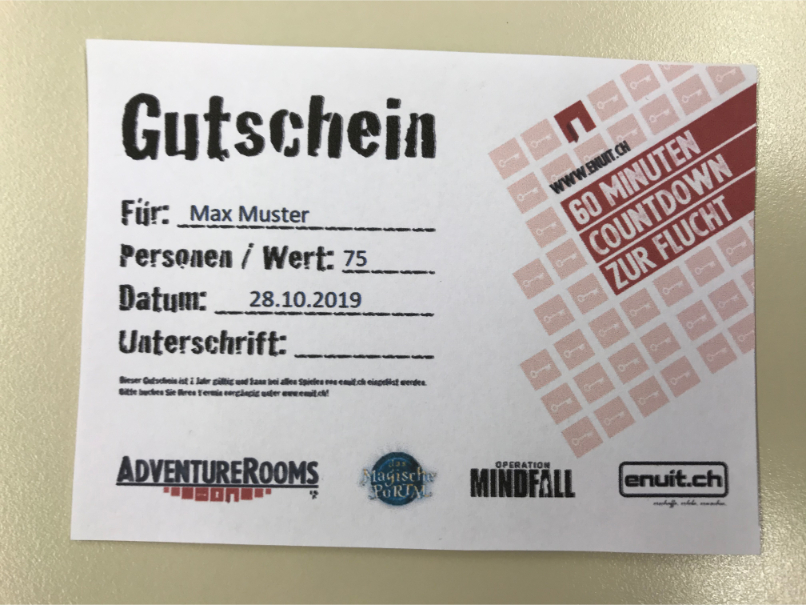 Gutschein
Für: Max Muster
Personen / Wert: 75
Datum: 28.10.2019
Unterschrift:
Dieser Gutschein ist 1 Jahr gültig und kann bei allen Spielen von enuit.ch eingelöst werden.
Bitte buchen Sie Ihren Termin vorgängig unter www.enuit.ch!
WWW.ENUIT.CH
60 MINUTEN
COUNTDOWN
ZUR FLUCHT
ADVENTUREROOMS
das
Magische
PORTAL
OPERATION
MINDFALL
enuit.ch